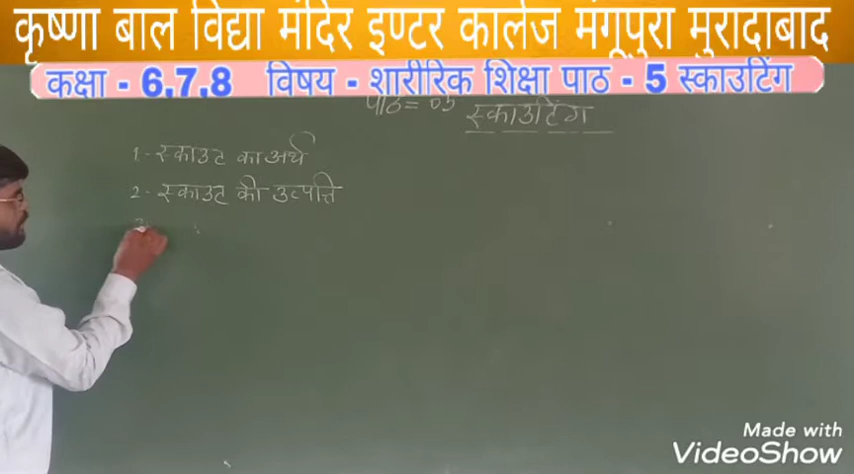 कृष्णा बाल विद्या मंदिर इण्टर कालेज मंगूपुरा मुरादाबाद
कक्षा - 6,7,8 विषय - शारीरिक शिक्षा पाठ - 5 स्काउटिंग
पाठ= 05 स्काउटिंग
1 - स्काउट का अर्थ
2 - स्काउट की उत्पत्ति
Made with
VideoShow